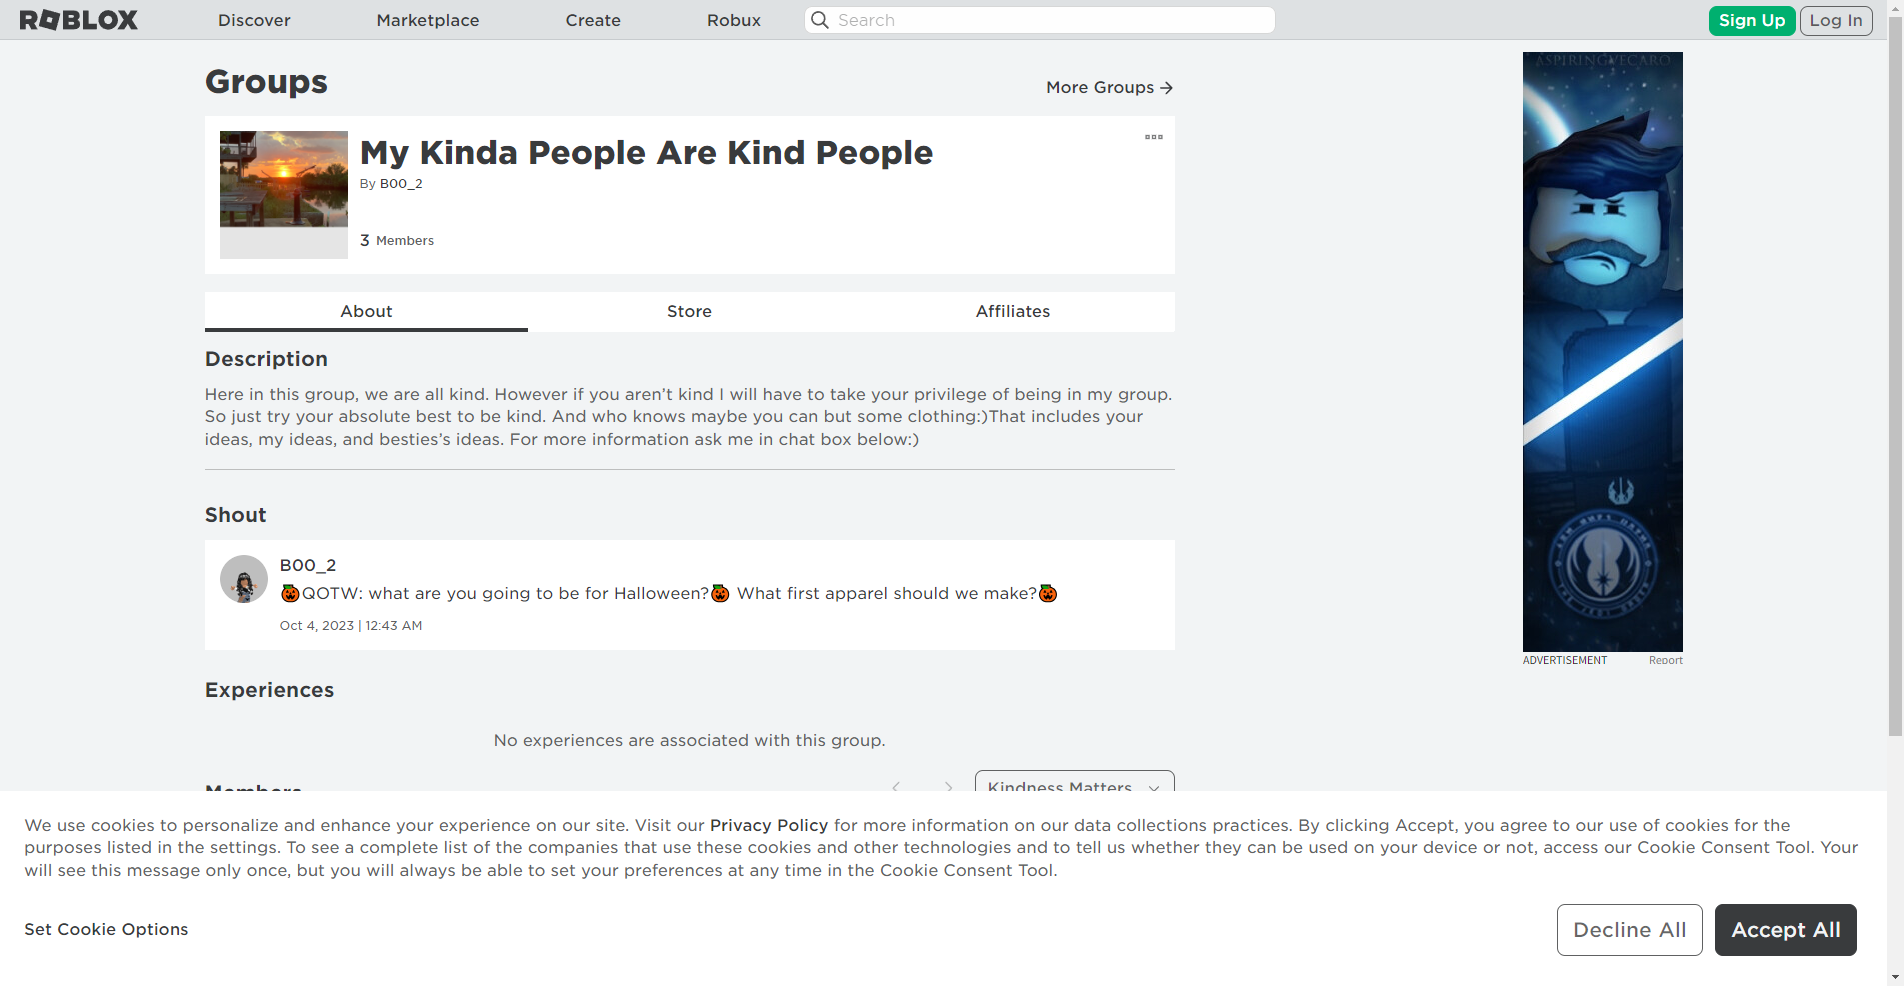 ROBLOX
Discover
Marketplace
Create
Robux
Search
Sign Up
Log In
Groups
More Groups →
My Kinda People Are Kind People
By B00_2
3 Members
About
Store
Affiliates
Description
Here in this group, we are all kind. However if you aren’t kind I will have to take your privilege of being in my group.
So just try your absolute best to be kind. And who knows maybe you can but some clothing:)That includes your
ideas, my ideas, and besties’s ideas. For more information ask me in chat box below:)
Shout
B00_2
🎃QOTW: what are you going to be for Halloween?🎃 What first apparel should we make?🎃
Oct 4, 2023 | 12:43 AM
Experiences
No experiences are associated with this group.
Members
Kindness Matters
ASPIRINGVECARO
ADVERTISEMENT
Report
We use cookies to personalize and enhance your experience on our site. Visit our Privacy Policy for more information on our data collections practices. By clicking Accept, you agree to our use of cookies for the
purposes listed in the settings. To see a complete list of the companies that use these cookies and other technologies and to tell us whether they can be used on your device or not, access our Cookie Consent Tool. Your
will see this message only once, but you will always be able to set your preferences at any time in the Cookie Consent Tool.
Set Cookie Options
Decline All
Accept All